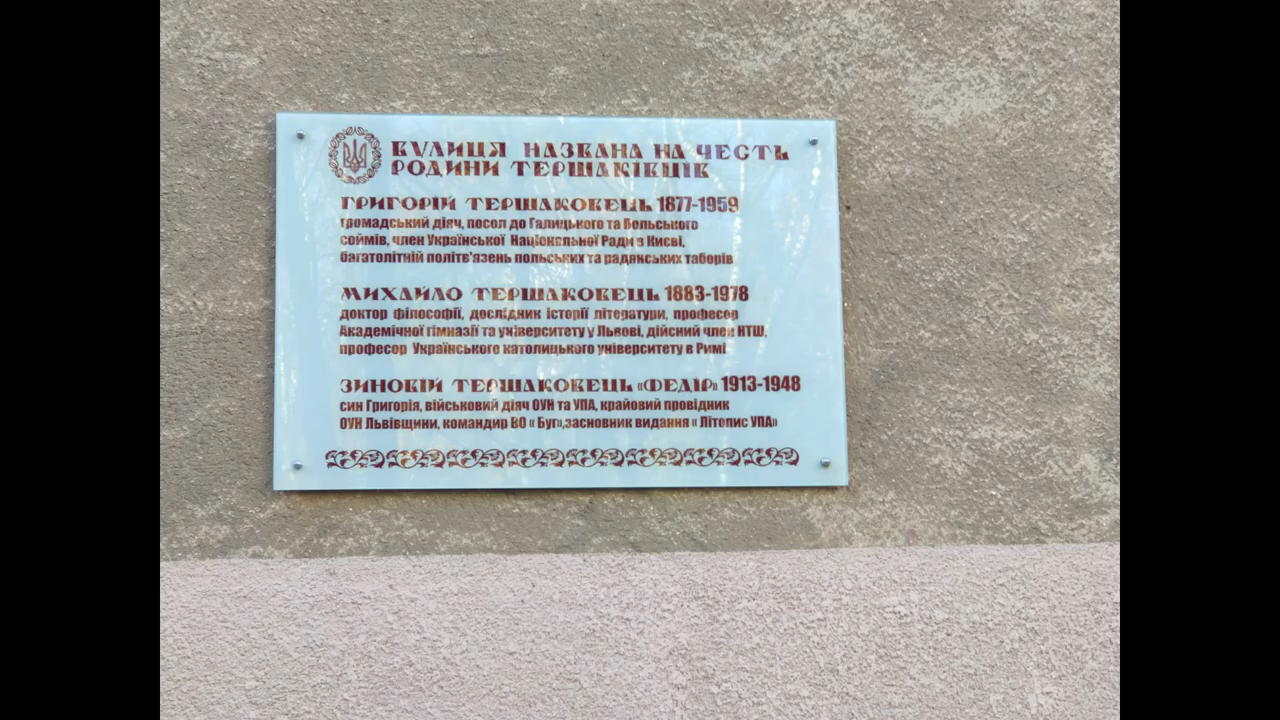 ВУЛИЦЯ НАЗВАНА НА ЧЕСТЬ
РОДИНИ ТЕРШАКІВЦІВ
ГРИГОРІЙ ТЕРШАКОВЕЦЬ 1877-1959
громадський діяч, посол до Галицького та Вольського
соймів, член Української Національної Ради в Києві,
багатолітній політв'язень польських та радянських таборів
МИХАЙЛО ТЕРШАКОВЕЦЬ 1883-1978
доктор філософії, дослідник історії літератури, професор
Академічної гімназії та університету у Львові, дійсний член НТШ,
професор Українського католицького університету в Римі
ЗИНОВІЙ ТЕРШАКОВЕЦЬ «ФЕДІР» 1913-1948
син Григорія, військовий діяч ОУН та УПА, крайовий провідник
ОУН Львівщини, командир ВО « Буг»,засновник видання « Літопис УПА»